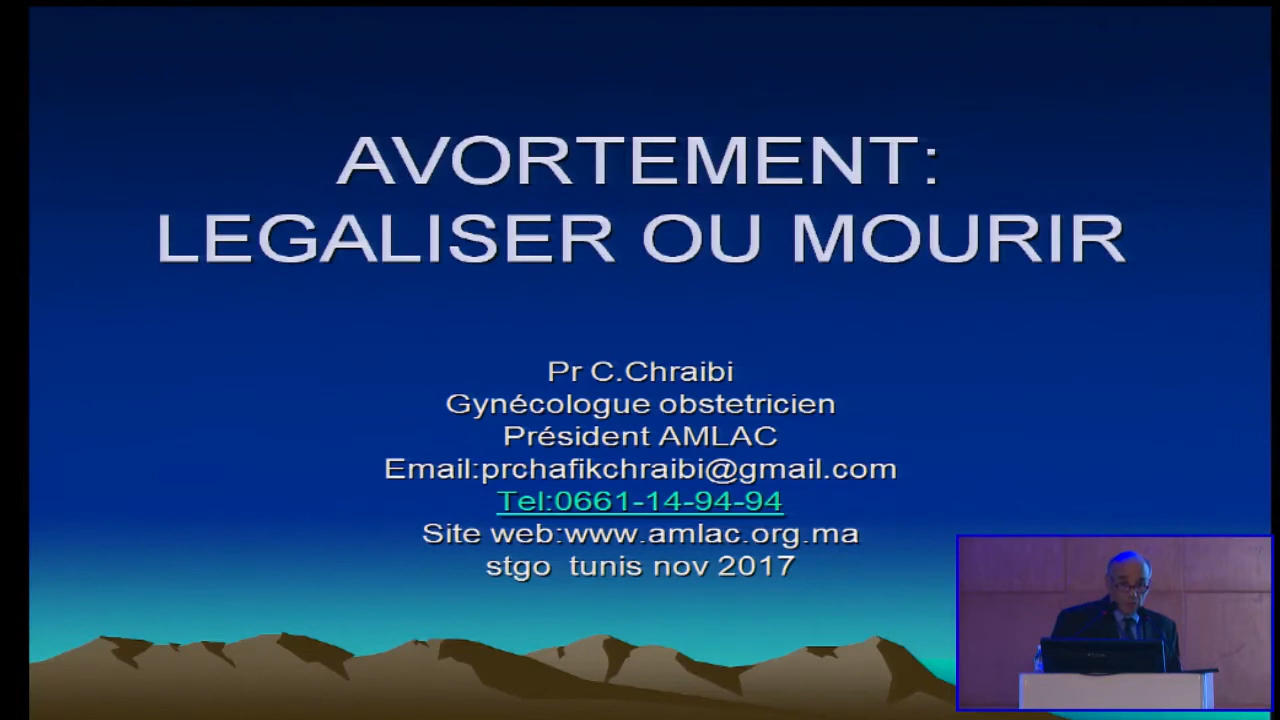 AVORTEMENT:
LEGALISER OU MOURIR
Pr C.Chraibi
Gynécologue obstetricien
Président AMLAC
Email:prchafikchraibi@gmail.com
Tel:0661-14-94-94
Site web:www.amlac.org.ma
stgo tunis nov 2017